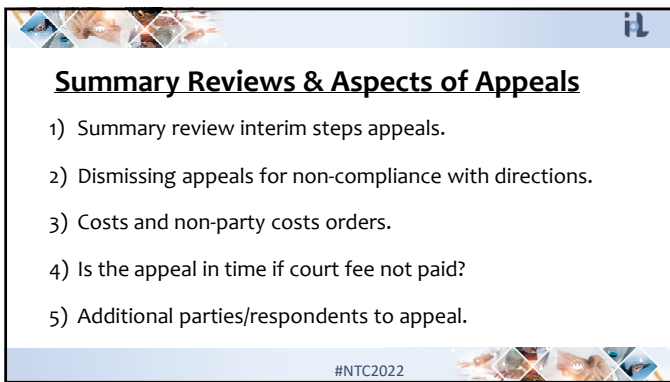 ioL
Summary Reviews & Aspects of Appeals
1) Summary review interim steps appeals.
2) Dismissing appeals for non-compliance with directions.
3) Costs and non-party costs orders.
4) Is the appeal in time if court fee not paid?
5) Additional parties/respondents to appeal.
#NTC2022